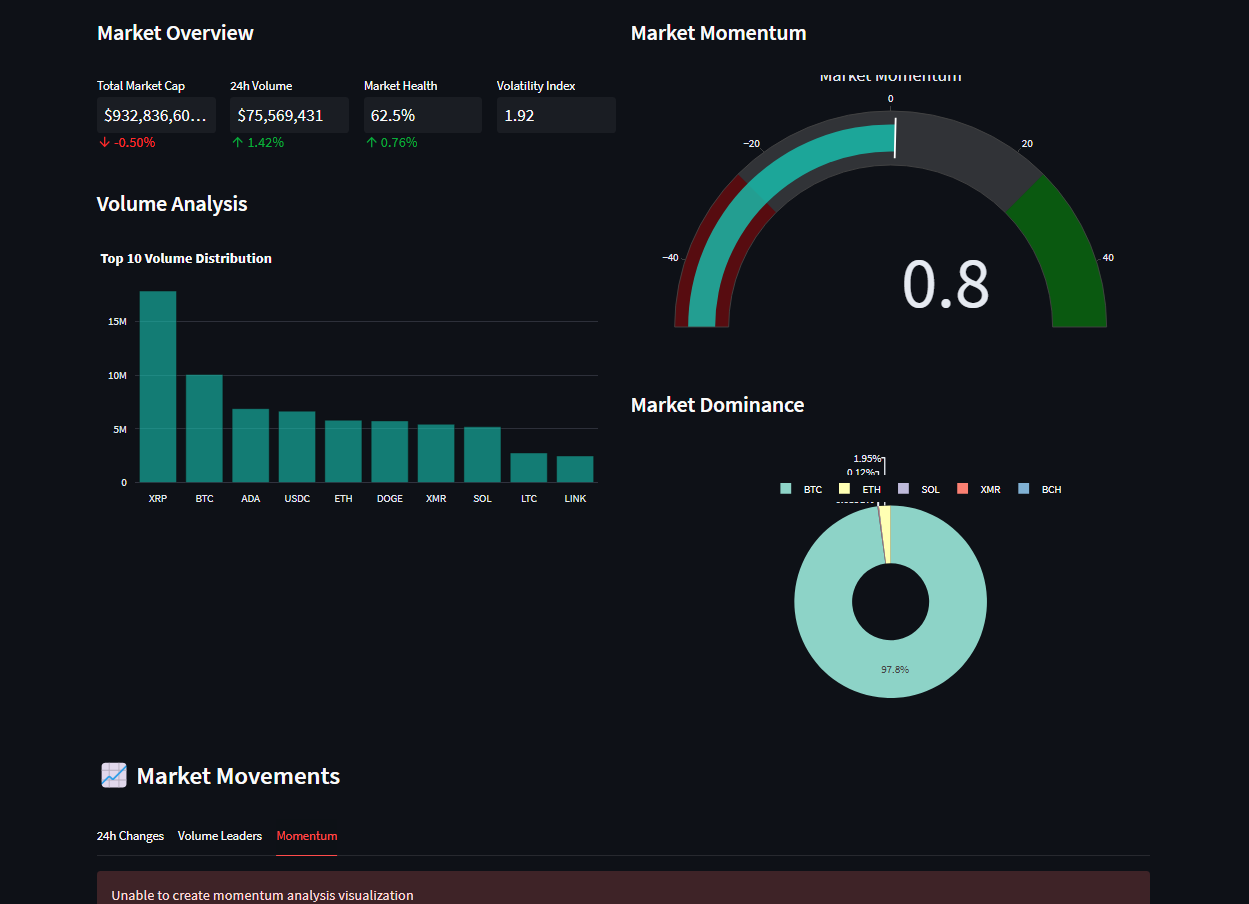 Market Overview
Total Market Cap
$932,836,60...
-0.50%
24h Volume
$75,569,431
1.42%
Market Health
62.5%
0.76%
Volatility Index
1.92
Volume Analysis
Top 10 Volume Distribution
15M
10M
5M
0
XRP BTC ADA USDC ETH DOGE XMR SOL LTC LINK
Market Momentum
Market Momentum
0
−20
20
−40
40
0.8
Market Dominance
1.95%
0.12%
BTC ETH SOL XMR BCH
97.8%
Market Movements
24h Changes Volume Leaders Momentum
Unable to create momentum analysis visualization